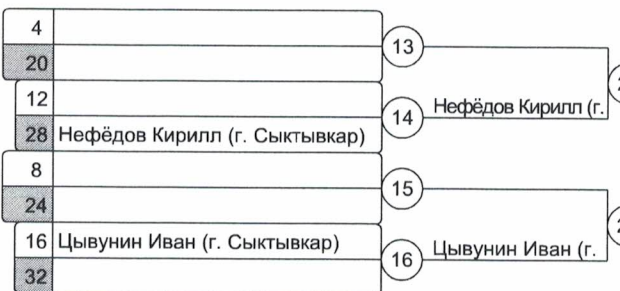 4
13
20
12
14
Нефёдов Кирилл (г.
28 Нефёдов Кирилл (г. Сыктывкар)
8
15
24
16 Цывунин Иван (г. Сыктывкар)
16
Цывунин Иван (г.
32